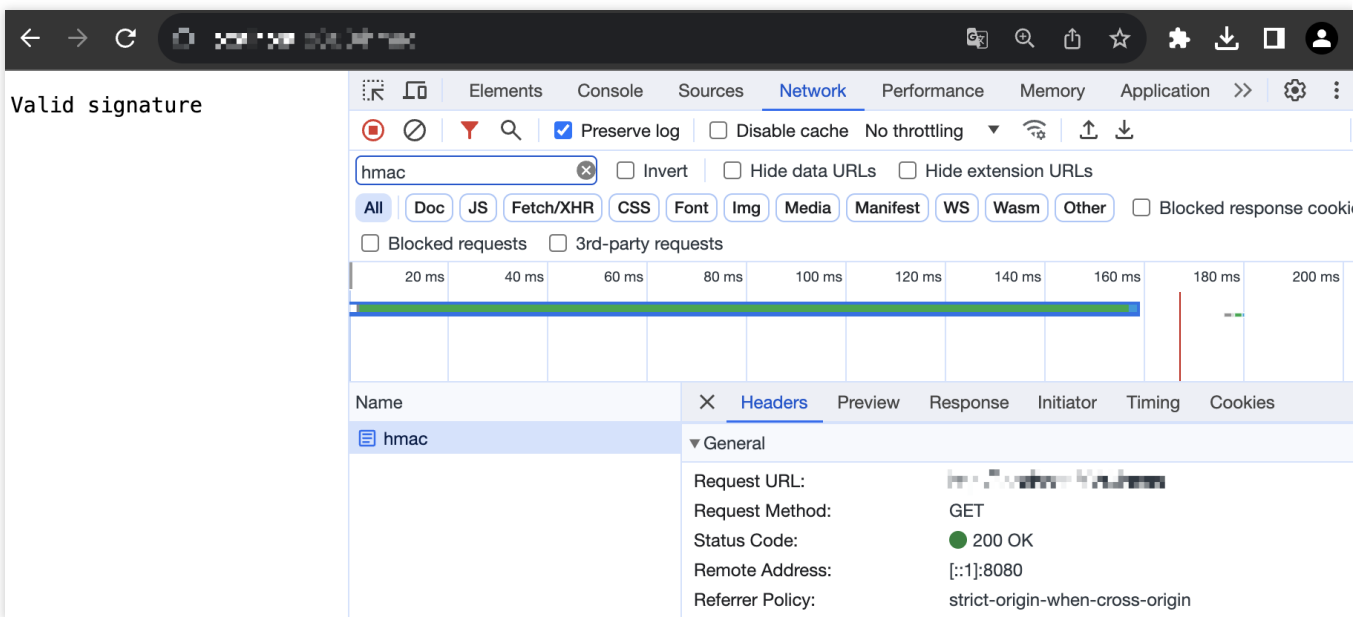 Valid signature
Elements Console Sources Network Performance Memory Application
Preserve log Disable cache No throttling
hmac Invert Hide data URLs Hide extension URLs
All Doc JS Fetch/XHR CSS Font Img Media Manifest WS Wasm Other Blocked response
Blocked requests 3rd-party requests
20 ms 40 ms 60 ms 80 ms 100 ms 120 ms 140 ms 160 ms 180 ms 200 ms
Name
hmac
Headers Preview Response Initiator Timing Cookies
General
Request URL:
Request Method: GET
Status Code: 200 OK
Remote Address: [::1]:8080
Referrer Policy: strict-origin-when-cross-origin